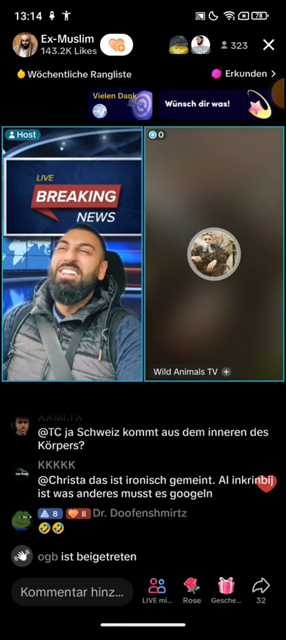 13:14
78
Ex-Muslim
143.2K Likes
10+
323
Wöchentliche Rangliste
Erkunden >
Vielen Dank
Wünsch dir was!
Host
0
LIVE
BREAKING
NEWS
Wild Animals TV +
@TC ja Schweiz kommt aus dem inneren des
Körpers?
KKKKK
@Christa das ist ironisch gemeint. Al inkrinbij
ist was anderes musst es googeln
8 II Dr. Doofenshmirtz
🤣🤣
ogb ist beigetreten
Kommentar hinz...
LIVE mi...
Rose
Gesche...
32